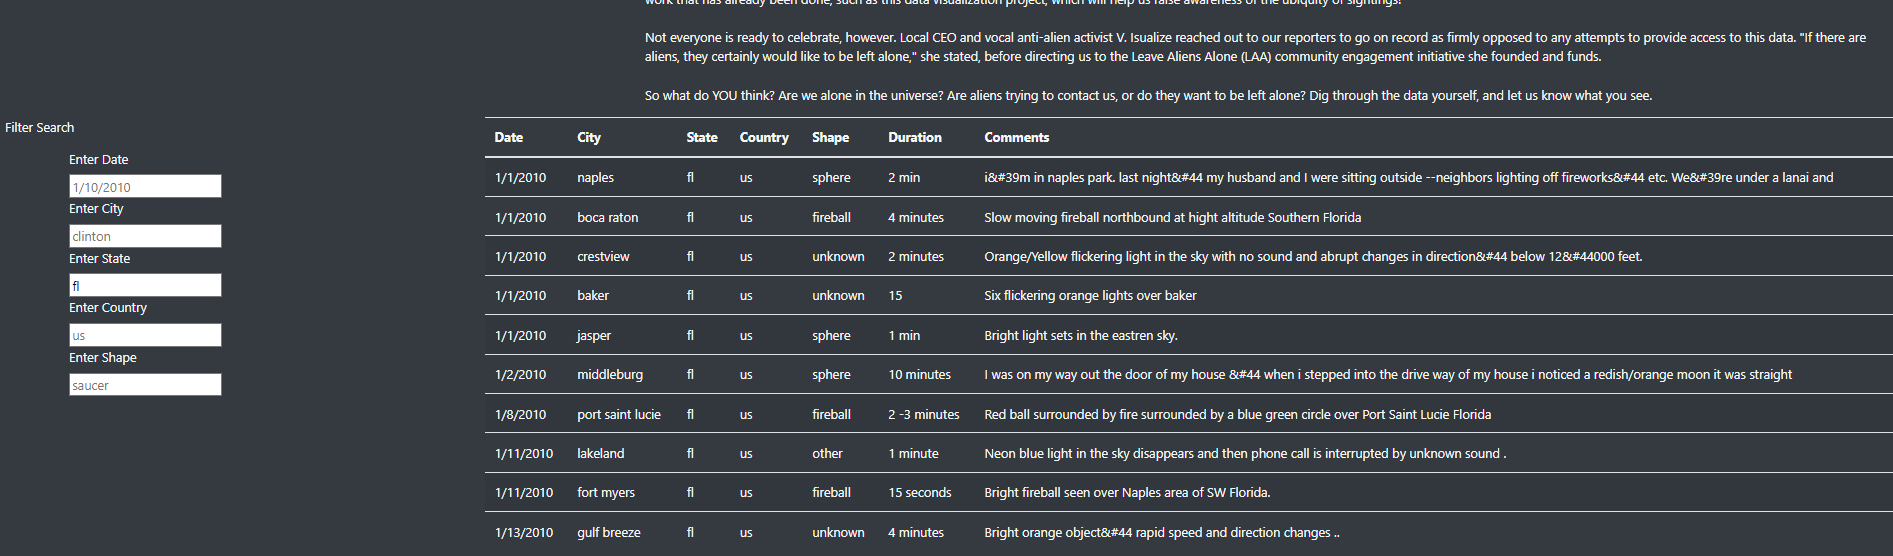 work that has already been done, such as this data visualization project, which will help us raise awareness of the ubiquity of sightings!
Not everyone is ready to celebrate, however. Local CEO and vocal anti-alien activist V. Isualize reached out to our reporters to go on record as firmly opposed to any attempts to provide access to this data. "If there are
aliens, they certainly would like to be left alone," she stated, before directing us to the Leave Aliens Alone (LAA) community engagement initiative she founded and funds.
So what do YOU think? Are we alone in the universe? Are aliens trying to contact us, or do they want to be left alone? Dig through the data yourself, and let us know what you see.
Filter Search
Enter Date
1/10/2010
Enter City
clinton
Enter State
fl
Enter Country
us
Enter Shape
saucer
Date City State Country Shape Duration Comments
1/1/2010 naples fl us sphere 2 min i&#39m in naples park. last night&#44 my husband and I were sitting outside --neighbors lighting off fireworks&#44 etc. We&#39re under a lanai and
1/1/2010 boca raton fl us fireball 4 minutes Slow moving fireball northbound at hight altitude Southern Florida
1/1/2010 crestview fl us unknown 2 minutes Orange/Yellow flickering light in the sky with no sound and abrupt changes in direction&#44 below 12&#44000 feet.
1/1/2010 baker fl us unknown 15 Six flickering orange lights over baker
1/1/2010 jasper fl us sphere 1 min Bright light sets in the eastren sky.
1/2/2010 middleburg fl us sphere 10 minutes I was on my way out the door of my house &#44 when i stepped into the drive way of my house i noticed a redish/orange moon it was straight
1/8/2010 port saint lucie fl us fireball 2 -3 minutes Red ball surrounded by fire surrounded by a blue green circle over Port Saint Lucie Florida
1/11/2010 lakeland fl us other 1 minute Neon blue light in the sky disappears and then phone call is interrupted by unknown sound .
1/11/2010 fort myers fl us fireball 15 seconds Bright fireball seen over Naples area of SW Florida.
1/13/2010 gulf breeze fl us unknown 4 minutes Bright orange object&#44 rapid speed and direction changes ..